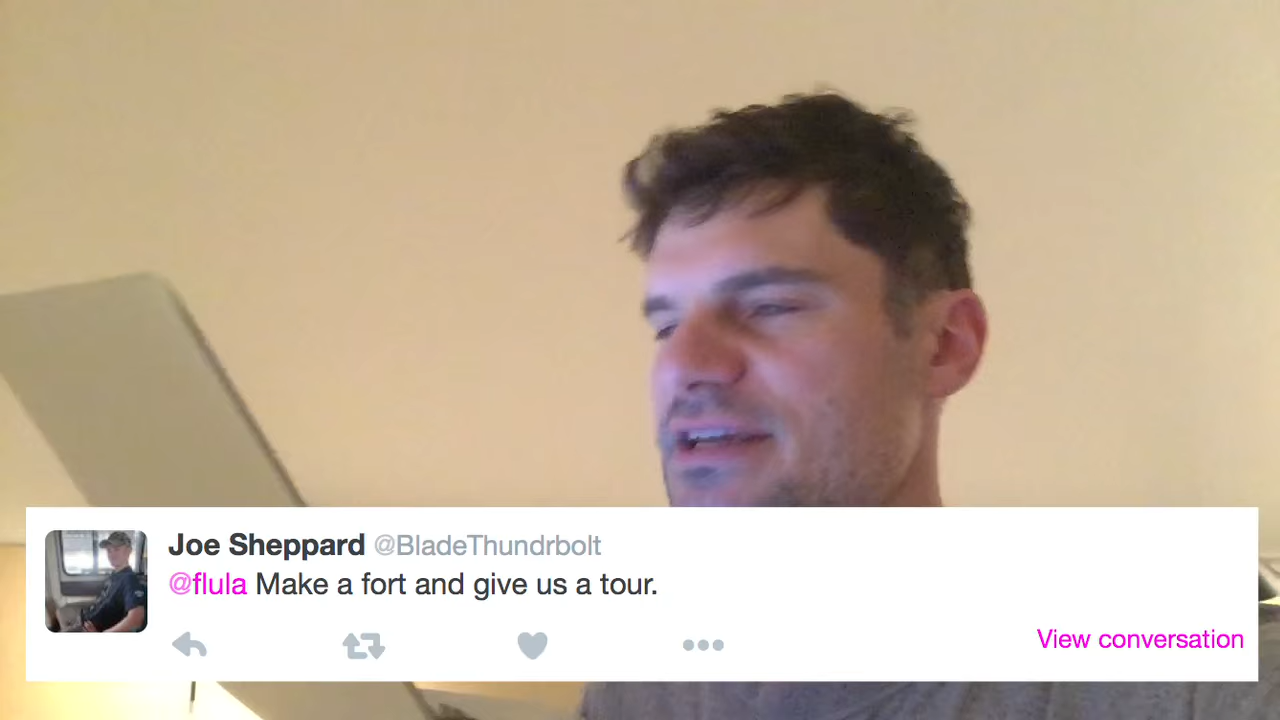 Joe Sheppard @BladeThundrbolt
@flula Make a fort and give us a tour.
View conversation